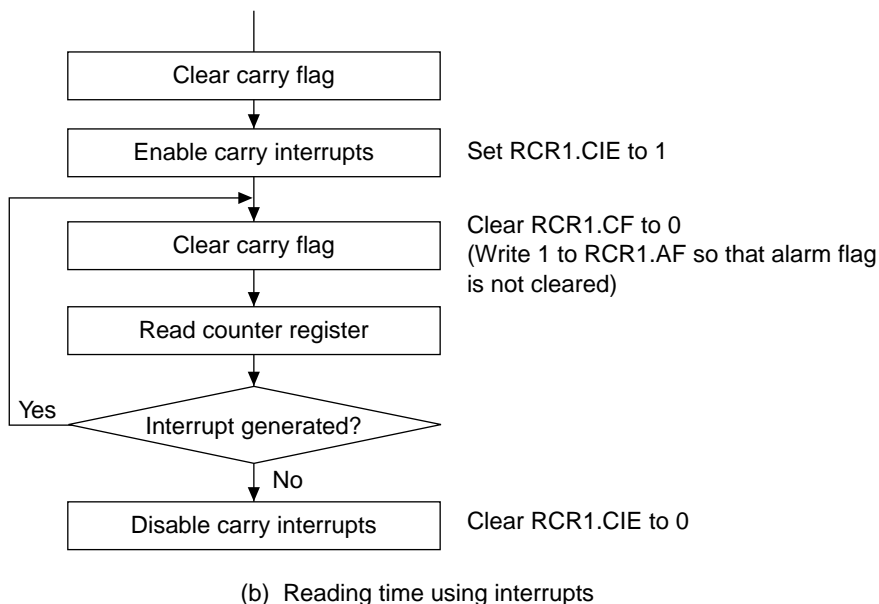 Clear carry flag
Enable carry interrupts
Set RCR1.CIE to 1
Clear carry flag
Clear RCR1.CF to 0
(Write 1 to RCR1.AF so that alarm flag
is not cleared)
Read counter register
Yes
Interrupt generated?
No
Disable carry interrupts
Clear RCR1.CIE to 0
(b) Reading time using interrupts